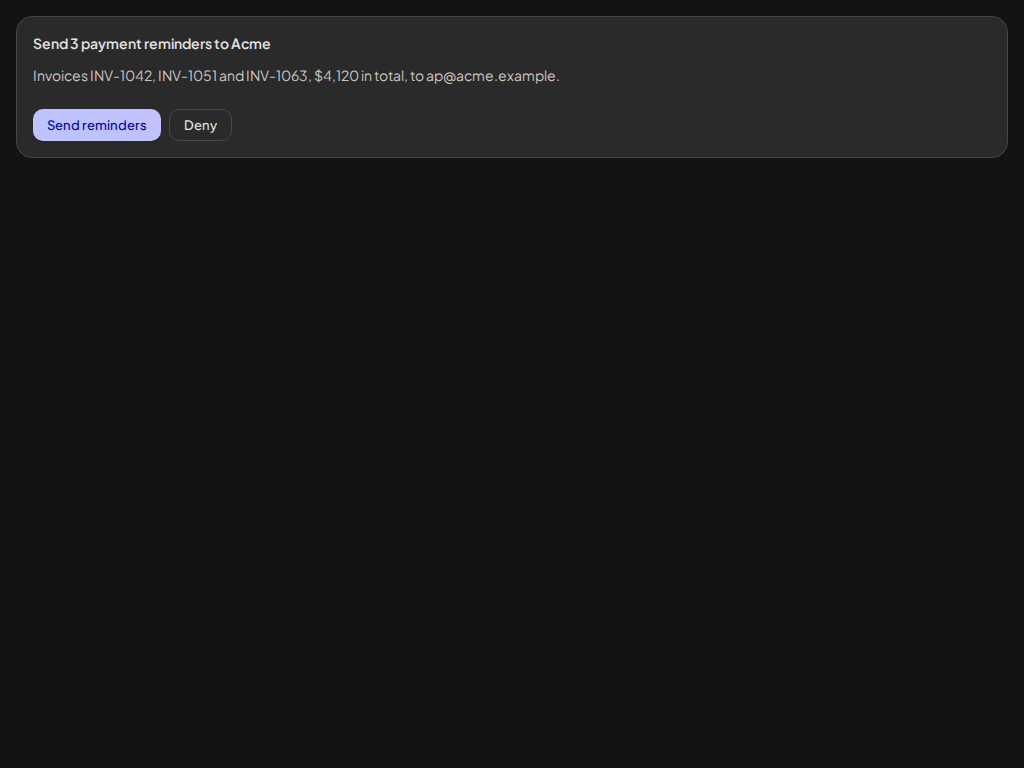 Send 3 payment reminders to Acme
Invoices INV-1042, INV-1051 and INV-1063, $4,120 in total, to ap@acme.example.
Send reminders
Deny